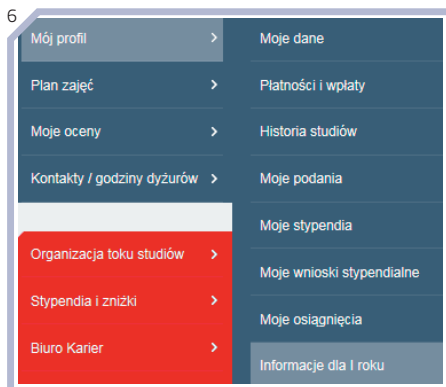 6
Mój profil
Plan zajęć
Moje oceny
Kontakty / godziny dyżurów
Organizacja toku studiów
Stypendia i zniżki
Biuro Karier
Moje dane
Płatności i wpłaty
Historia studiów
Moje podania
Moje stypendia
Moje wnioski stypendialne
Moje osiągnięcia
Informacje dla I roku